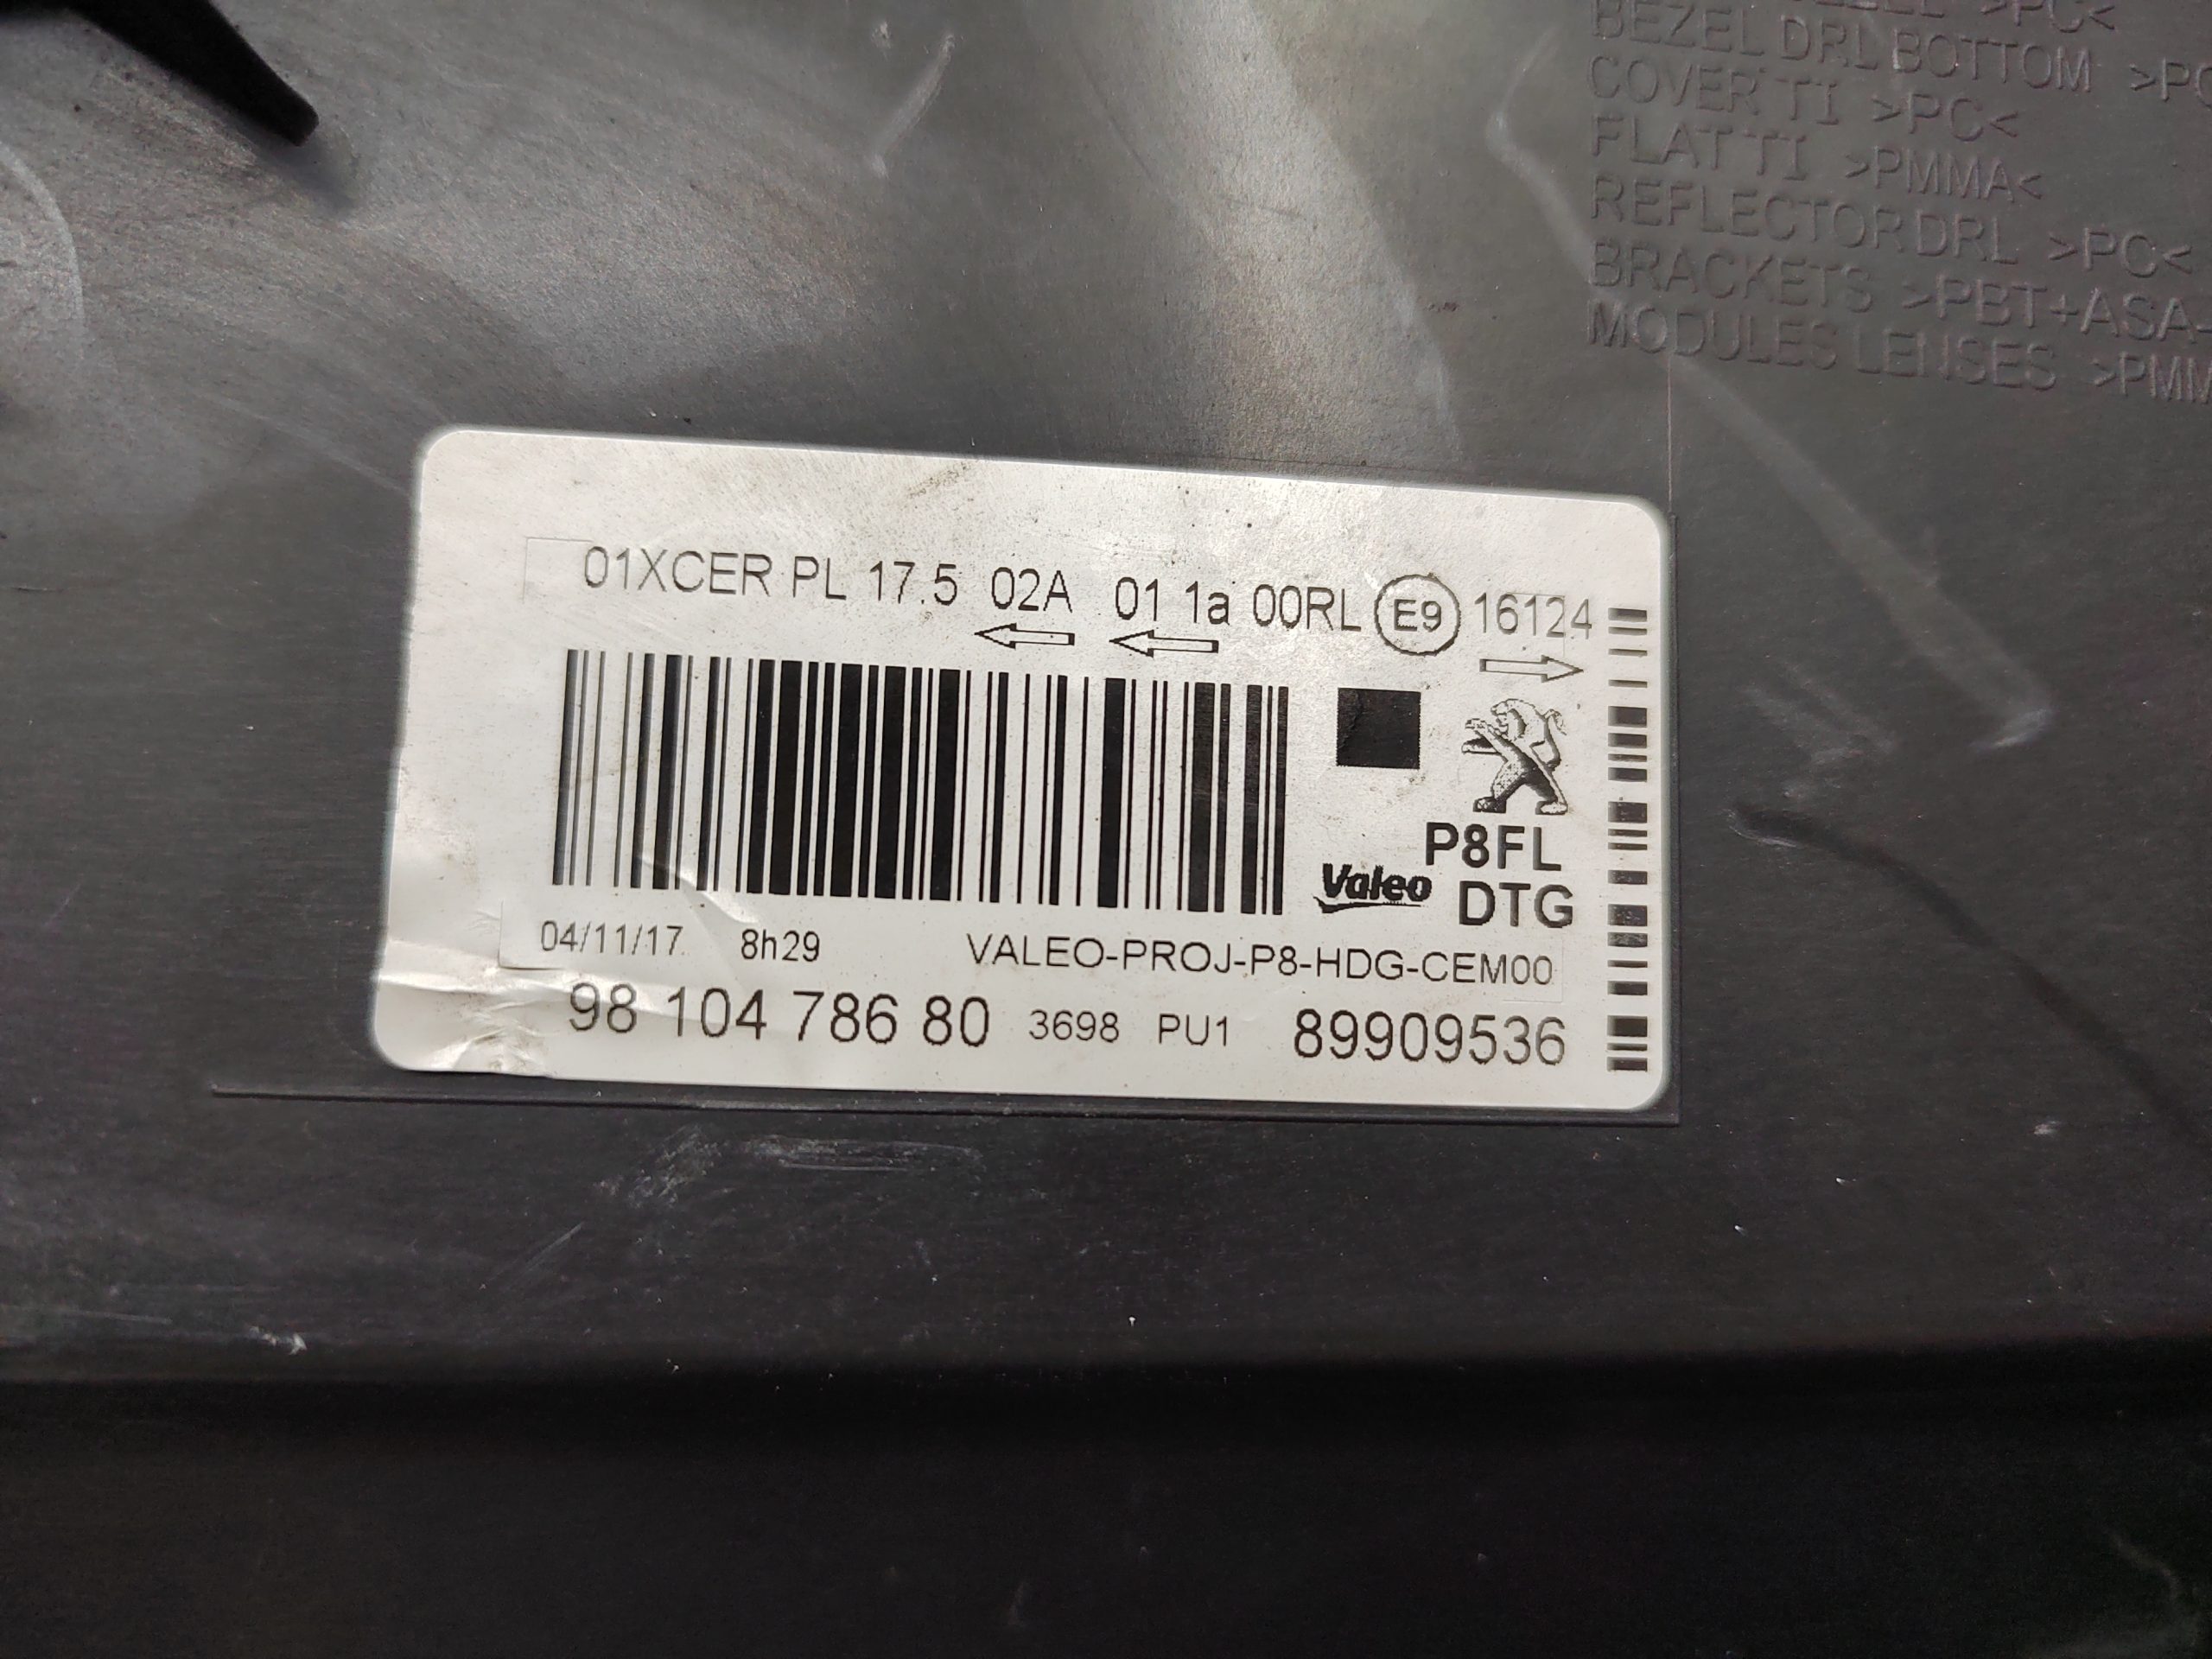 >PC<
BEZEL DRL BOTTOM >PC
COVER TI >PC<
FLAT TI >PMMA<
REFLECTOR DRL >PC<
BRACKETS >PBT+ASA-
MODULES LENSES >PMM
01XCER PL 17.5 02A 01 1a 00RL E9 16124
P8FL
Valeo DTG
04/11/17 8h29 VALEO-PROJ-P8-HDG-CEM00
98 104 786 80 3698 PU1 89909536